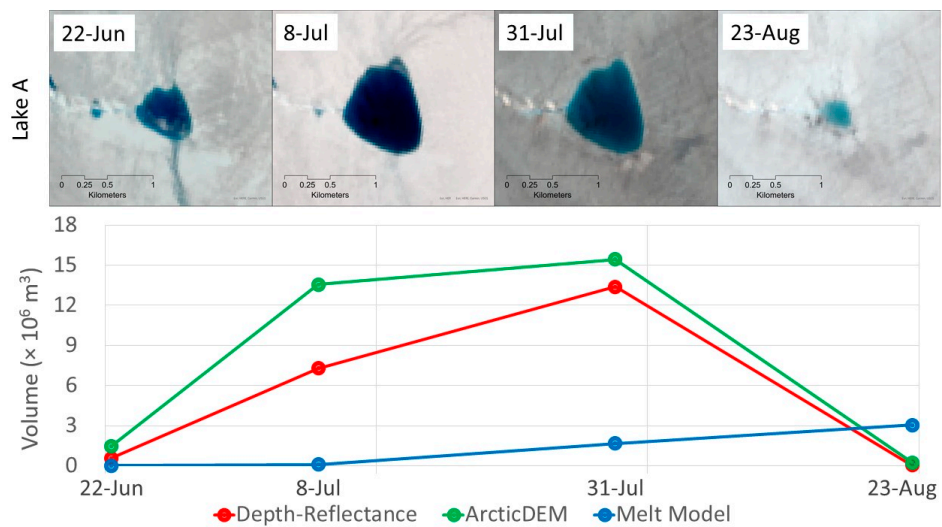 Lake A
22-Jun
8-Jul
31-Jul
23-Aug
0 0.25 0.5 1
Kilometers
0 0.25 0.5 1
Kilometers
0 0.25 0.5 1
Kilometers
0 0.25 0.5 1
Kilometers
Volume (× 10⁶ m³)
18
15
12
9
6
3
0
22-Jun 8-Jul 31-Jul 23-Aug
Depth-Reflectance ArcticDEM Melt Model